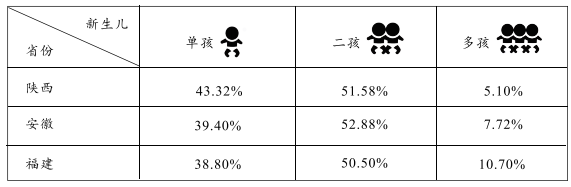 新生儿
省份
单孩 二孩 多孩
陕西 43.32% 51.58% 5.10%
安徽 39.40% 52.88% 7.72%
福建 38.80% 50.50% 10.70%